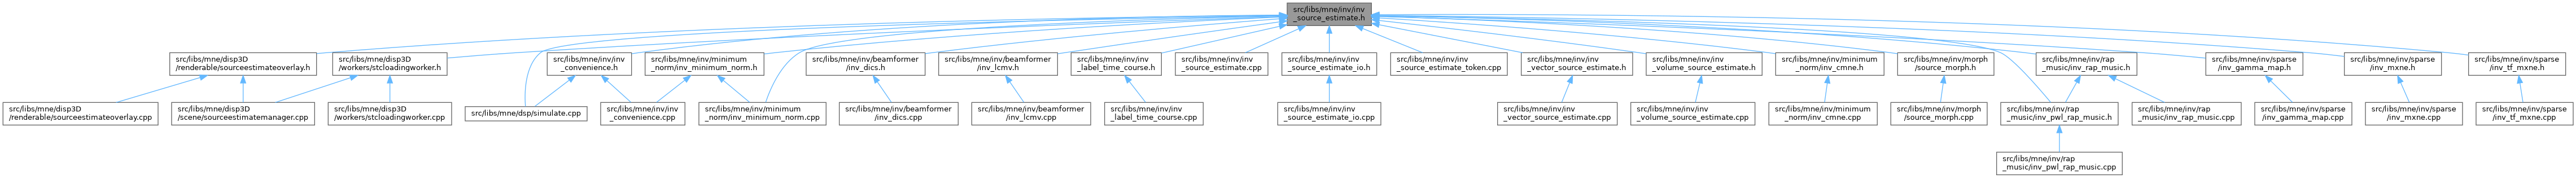 src/libs/mne/inv/inv
_source_estimate.h
src/libs/mne/disp3D
/renderable/sourceestimateoverlay.h
src/libs/mne/disp3D
/workers/stcloadingworker.h
src/libs/mne/inv/inv
_convenience.h
src/libs/mne/inv/minimum
_norm/inv_minimum_norm.h
src/libs/mne/inv/beamformer
/inv_dics.h
src/libs/mne/inv/beamformer
/inv_lcmv.h
src/libs/mne/inv/inv
_label_time_course.h
src/libs/mne/inv/inv
_source_estimate.cpp
src/libs/mne/inv/inv
_source_estimate_io.h
src/libs/mne/inv/inv
_source_estimate_token.cpp
src/libs/mne/inv/inv
_vector_source_estimate.h
src/libs/mne/inv/inv
_volume_source_estimate.h
src/libs/mne/inv/minimum
_norm/inv_cmne.h
src/libs/mne/inv/morph
/source_morph.h
src/libs/mne/inv/rap
_music/inv_rap_music.h
src/libs/mne/inv/sparse
/inv_gamma_map.h
src/libs/mne/inv/sparse
/inv_mxne.h
src/libs/mne/inv/sparse
/inv_tf_mxne.h
src/libs/mne/disp3D
/renderable/sourceestimateoverlay.cpp
src/libs/mne/disp3D
/scene/sourceestimatemanager.cpp
src/libs/mne/disp3D
/workers/stcloadingworker.cpp
src/libs/mne/dsp/simulate.cpp
src/libs/mne/inv/inv
_convenience.cpp
src/libs/mne/inv/minimum
_norm/inv_minimum_norm.cpp
src/libs/mne/inv/beamformer
/inv_dics.cpp
src/libs/mne/inv/beamformer
/inv_lcmv.cpp
src/libs/mne/inv/inv
_label_time_course.cpp
src/libs/mne/inv/inv
_source_estimate_io.cpp
src/libs/mne/inv/inv
_vector_source_estimate.cpp
src/libs/mne/inv/inv
_volume_source_estimate.cpp
src/libs/mne/inv/minimum
_norm/inv_cmne.cpp
src/libs/mne/inv/morph
/source_morph.cpp
src/libs/mne/inv/rap
_music/inv_pwl_rap_music.h
src/libs/mne/inv/rap
_music/inv_rap_music.cpp
src/libs/mne/inv/sparse
/inv_gamma_map.cpp
src/libs/mne/inv/sparse
/inv_mxne.cpp
src/libs/mne/inv/sparse
/inv_tf_mxne.cpp
src/libs/mne/inv/rap
_music/inv_pwl_rap_music.cpp